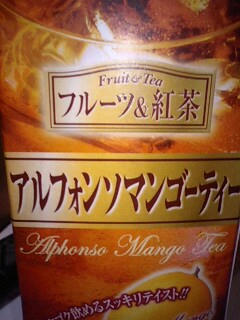 Fruit & Tea
フルーツ&紅茶
アルフォンソマンゴーティー
Alphonso Mango Tea
飲めるスッキリテイスト!!